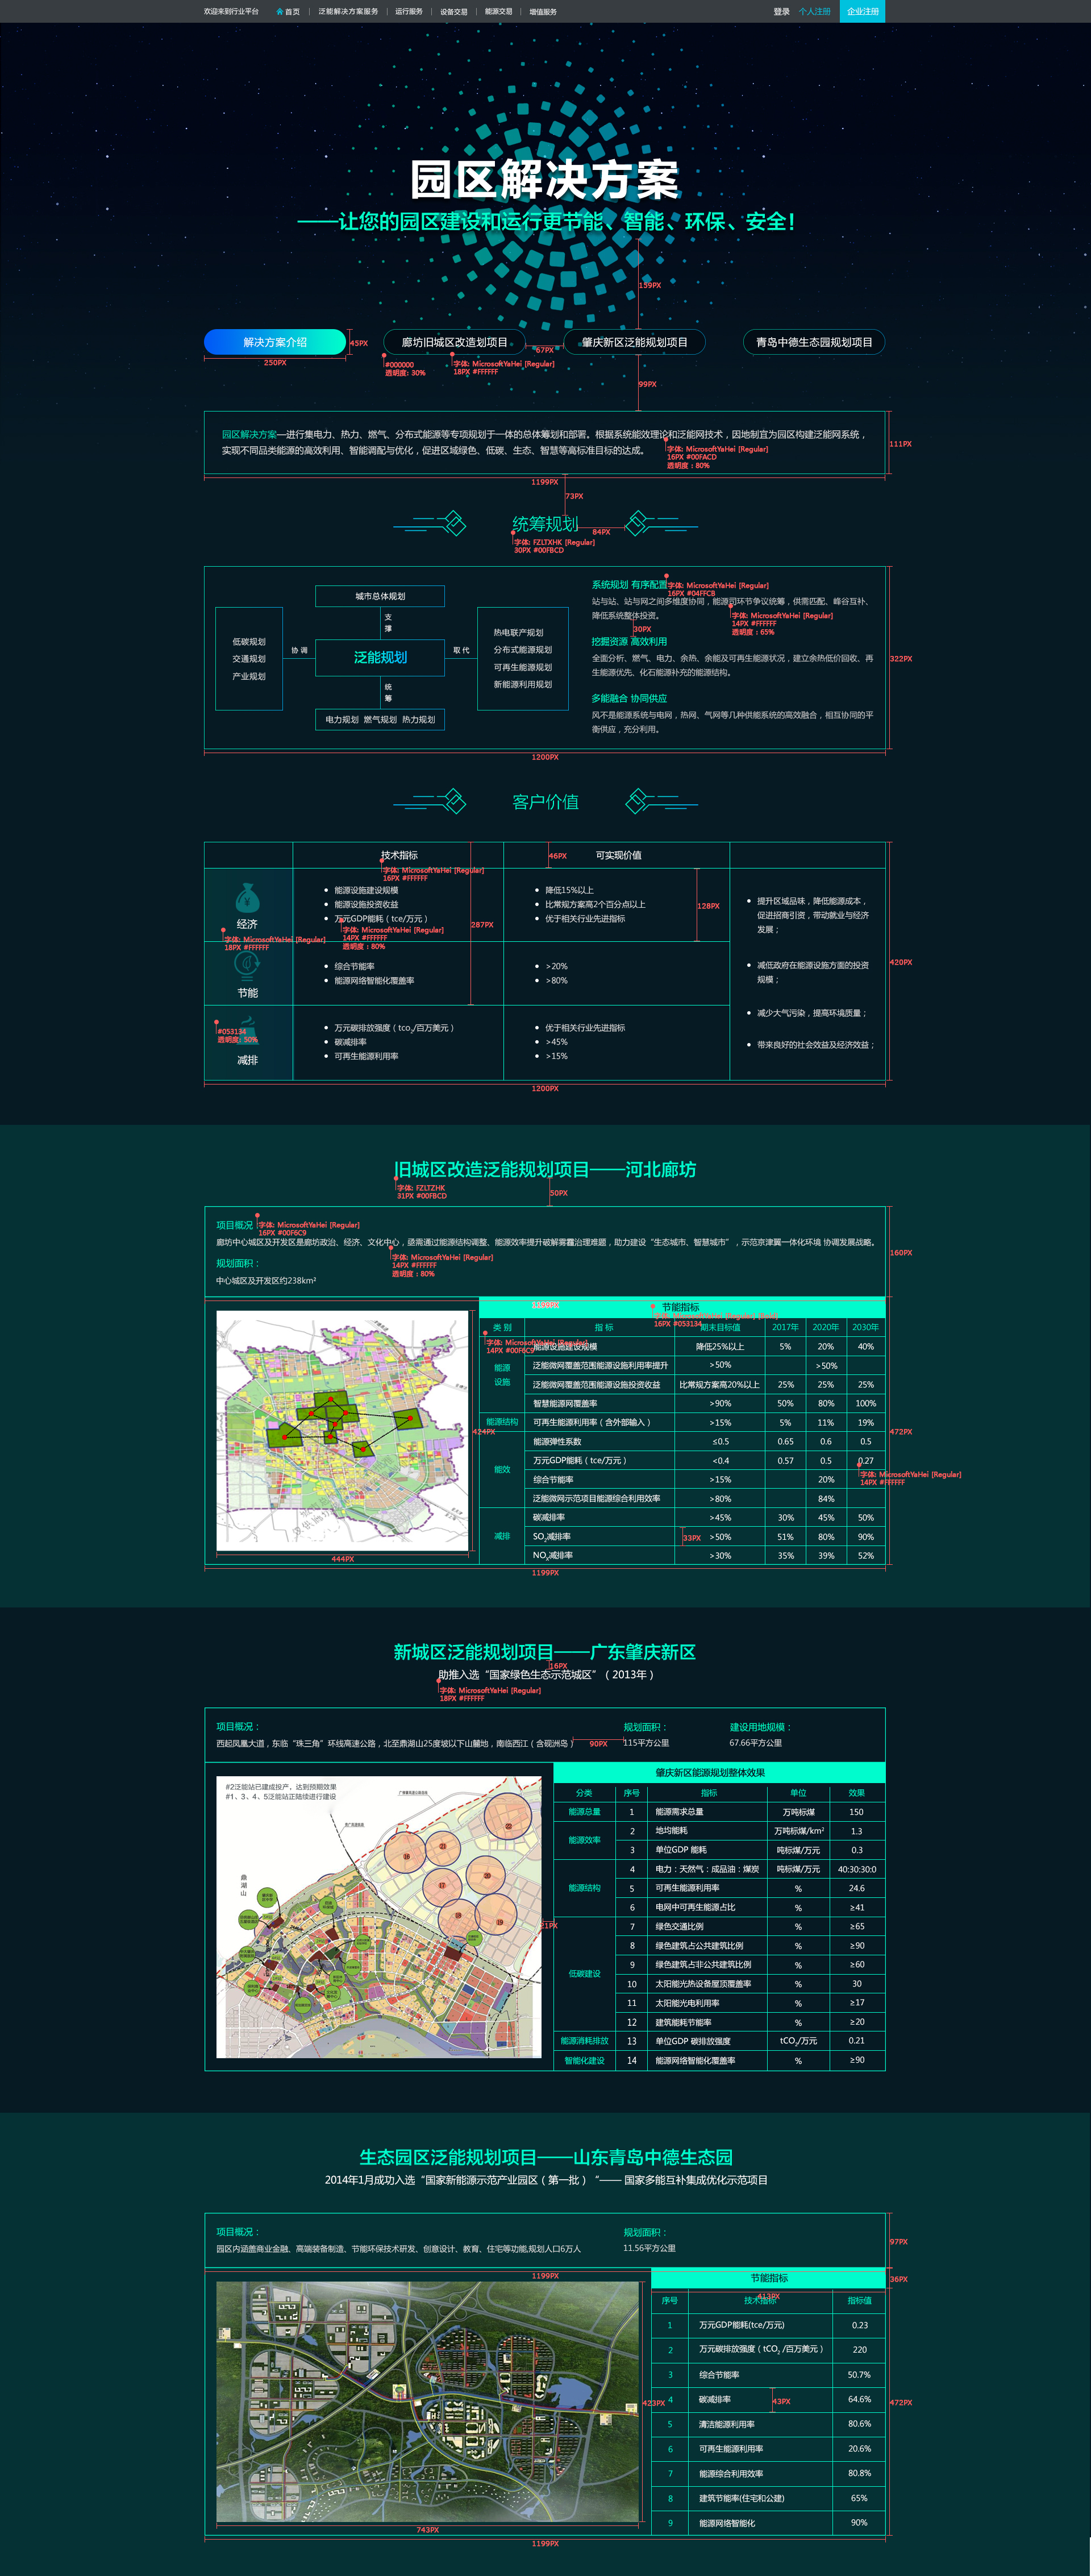 欢迎来到行业平台 首页 泛能解决方案服务 运行服务 设备交易 能源交易 增值服务 登录 个人注册 企业注册
园区解决方案
——让您的园区建设和运行更节能、智能、环保、安全!
139PX
解决方案介绍 廊坊旧城区改造划项目 肇庆新区泛能规划项目 青岛中德生态园规划项目
45PX
67PX
250PX
#000000
透明度: 30%
字体: MicrosoftYaHei [Regular]
18PX #FFFFFF
99PX
园区解决方案—进行集电力、热力、燃气、分布式能源等专项规划于一体的总体筹划和部署。根据系统能效理论和泛能网技术，因地制宜为园区构建泛能网系统，
实现不同品类能源的高效利用、智能调配与优化，促进区域绿色、低碳、生态、智慧等高标准目标的达成。
字体: MicrosoftYaHei [Regular]
16PX #00FACD
透明度 : 80%
111PX
1199PX
73PX
统筹规划
84PX
字体: FZLTXHK [Regular]
30PX #00FBCD
城市总体规划
支撑
低碳规划
交通规划
产业规划
协 调
泛能规划
取 代
热电联产规划
分布式能源规划
可再生能源规划
新能源利用规划
统筹
电力规划 燃气规划 热力规划
系统规划 有序配置
字体: MicrosoftYaHei [Regular]
16PX #04FFCB
站与站、站与网之间多维度协同，能源司环节争议统筹，供需匹配、峰谷互补、
降低系统整体投资。
字体: MicrosoftYaHei [Regular]
14PX #FFFFFF
透明度 : 65%
30PX
挖掘资源 高效利用
全面分析、燃气、电力、余热、余能及可再生能源状况，建立余热低价回收、再
生能源优先、化石能源补充的能源结构。
多能融合 协同供应
风不是能源系统与电网，热网、气网等几种供能系统的高效融合，相互协同的平
衡供应，充分利用。
322PX
1200PX
客户价值
技术指标 46PX 可实现价值
字体: MicrosoftYaHei [Regular]
16PX #FFFFFF
经济
能源设施建设规模
能源设施投资收益
万元GDP能耗（tce/万元）
降低15%以上
比常规方案高2个百分点以上
优于相关行业先进指标
128PX
287PX
字体: MicrosoftYaHei [Regular]
18PX #FFFFFF
字体: MicrosoftYaHei [Regular]
14PX #FFFFFF
透明度 : 80%
节能
综合节能率
能源网络智能化覆盖率
>20%
>80%
#053134
透明度: 50%
减排
万元碳排放强度（tco2/百万美元）
碳减排率
可再生能源利用率
优于相关行业先进指标
>45%
>15%
提升区域品味，降低能源成本，
促进招商引资，带动就业与经济
发展；
减低政府在能源设施方面的投资
规模；
减少大气污染，提高环境质量；
带来良好的社会效益及经济效益；
420PX
1200PX
旧城区改造泛能规划项目——河北廊坊
字体: FZLTZHK
31PX #00FBCD
50PX
项目概况：
字体: MicrosoftYaHei [Regular]
16PX #00F6C9
廊坊中心城区及开发区是廊坊政治、经济、文化中心，亟需通过能源结构调整、能源效率提升破解雾霾治理难题，助力建设“生态城市、智慧城市”，示范京津翼一体化环境 协调发展战略。
字体: MicrosoftYaHei [Regular]
14PX #FFFFFF
透明度 : 80%
规划面积：
中心城区及开发区约238km²
160PX
节能指标
16PX #053134
类 别 指 标 期末目标值 2017年 2020年 2030年
字体: MicrosoftYaHei [Regular]
14PX #00F6C9
能源设施
能源设施建设规模 降低25%以上 5% 20% 40%
泛能微网覆盖范围能源设施利用率提升 >50% >50%
泛能微网覆盖范围能源设施投资收益 比常规方案高20%以上 25% 25% 25%
智慧能源网覆盖率 >90% 50% 80% 100%
能源结构 可再生能源利用率（含外部输入） >15% 5% 11% 19%
能效
能源弹性系数 ≤0.5 0.65 0.6 0.5
万元GDP能耗（tce/万元） <0.4 0.57 0.5 0.27
综合节能率 >15% 20%
泛能微网示范项目能源综合利用效率 >80% 84%
减排
碳减排率 >45% 30% 45% 50%
SO2减排率 33PX >50% 51% 80% 90%
NOX减排率 >30% 35% 39% 52%
字体: MicrosoftYaHei [Regular]
14PX #FFFFFF
424PX
472PX
444PX
1199PX
新城区泛能规划项目——广东肇庆新区
16PX
助推入选“国家绿色生态示范城区”（2013年）
字体: MicrosoftYaHei [Regular]
18PX #FFFFFF
项目概况： 规划面积： 建设用地规模：
西起凤凰大道，东临“珠三角”环线高速公路，北至鼎湖山25度坡以下山麓地，南临西江（含砚洲岛） 90PX 115平方公里 67.66平方公里
#2泛能站已建成投产，达到预期效果
#1、3、4、5泛能站正陆续进行建设
鼎湖山
21PX
肇庆新区能源规划整体效果
分类 序号 指标 单位 效果
能源总量 1 能源需求总量 万吨标煤 150
能源效率
2 地均能耗 万吨标煤/km² 1.3
3 单位GDP 能耗 吨标煤/万元 0.3
能源结构
4 电力：天然气：成品油：煤炭 吨标煤/万元 40:30:30:0
5 可再生能源利用率 % 24.6
6 电网中可再生能源占比 % ≥41
低碳建设
7 绿色交通比例 % ≥65
8 绿色建筑占公共建筑比例 % ≥90
9 绿色建筑占非公共建筑比例 % ≥60
10 太阳能光热设备屋顶覆盖率 % 30
11 太阳能光电利用率 % ≥17
12 建筑能耗节能率 % ≥20
能源消耗排放 13 单位GDP 碳排放强度 tCO2/万元 0.21
智能化建设 14 能源网络智能化覆盖率 % ≥90
生态园区泛能规划项目——山东青岛中德生态园
2014年1月成功入选“国家新能源示范产业园区（第一批）“—— 国家多能互补集成优化示范项目
项目概况： 规划面积：
园区内涵盖商业金融、高端装备制造、节能环保技术研发、创意设计、教育、住宅等功能,规划人口6万人 11.56平方公里
97PX
1199PX
节能指标
36PX
413PX
序号 技术指标 指标值
1 万元GDP能耗(tce/万元) 0.23
2 万元碳排放强度（tCO2 /百万美元） 220
3 综合节能率 50.7%
4 碳减排率 43PX 64.6%
5 清洁能源利用率 80.6%
6 可再生能源利用率 20.6%
7 能源综合利用效率 80.8%
8 建筑节能率(住宅和公建) 65%
9 能源网络智能化 90%
423PX
472PX
743PX
1199PX